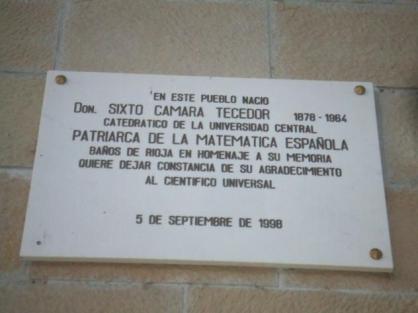 EN ESTE PUEBLO NACIO
DON. SIXTO CAMARA TECEDOR 1878-1964
CATEDRATICO DE LA UNIVERSIDAD CENTRAL
PATRIARCA DE LA MATEMATICA ESPAÑOLA
BAÑOS DE RIOJA EN HOMENAJE A SU MEMORIA
QUIERE DEJAR CONSTANCIA DE SU AGRADECIMIENTO
AL CIENTIFICO UNIVERSAL
5 DE SEPTIEMBRE DE 1998